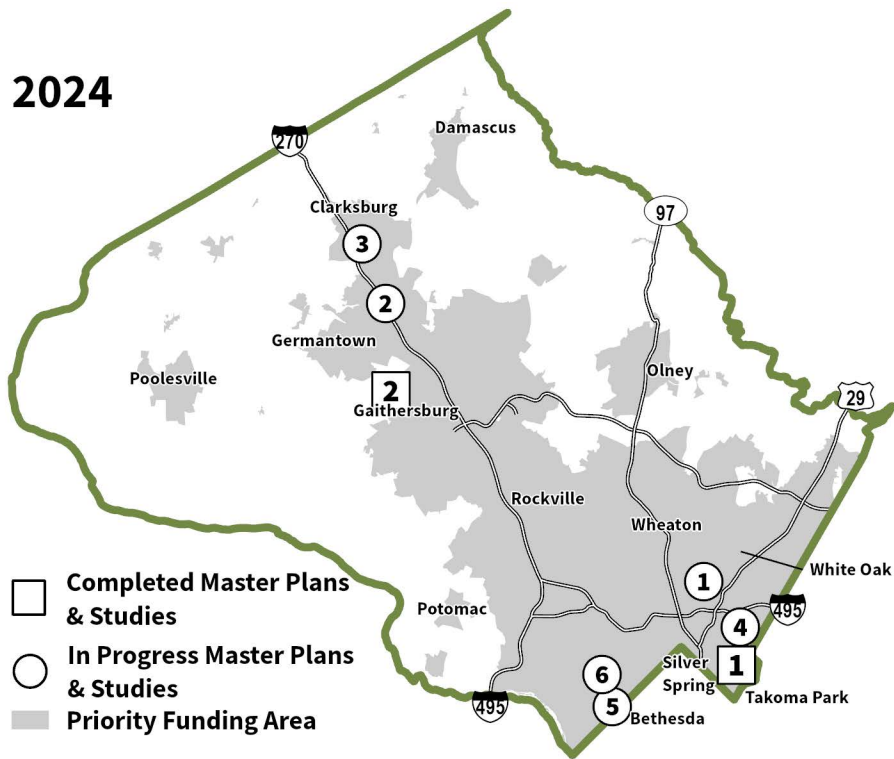 2024
270
Damascus
Clarksburg
97
3
2
Germantown
Poolesville
2
Gaithersburg
Olney
29
Rockville
Wheaton
White Oak
1
495
Potomac
4
Silver
Spring
1
Takoma Park
6
5
Bethesda
495
Completed Master Plans
& Studies
In Progress Master Plans
& Studies
Priority Funding Area